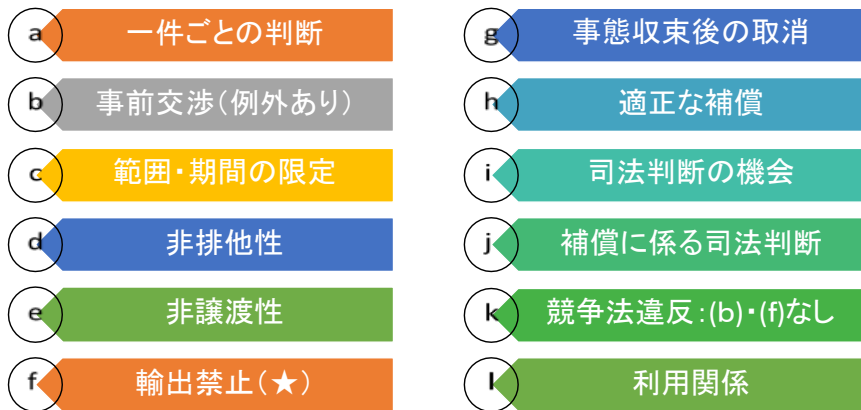 a 一件ごとの判断
b 事前交渉(例外あり)
c 範囲・期間の限定
d 非排他性
e 非譲渡性
f 輸出禁止(★)
g 事態収束後の取消
h 適正な補償
i 司法判断の機会
j 補償に係る司法判断
k 競争法違反:(b)・(f)なし
l 利用関係